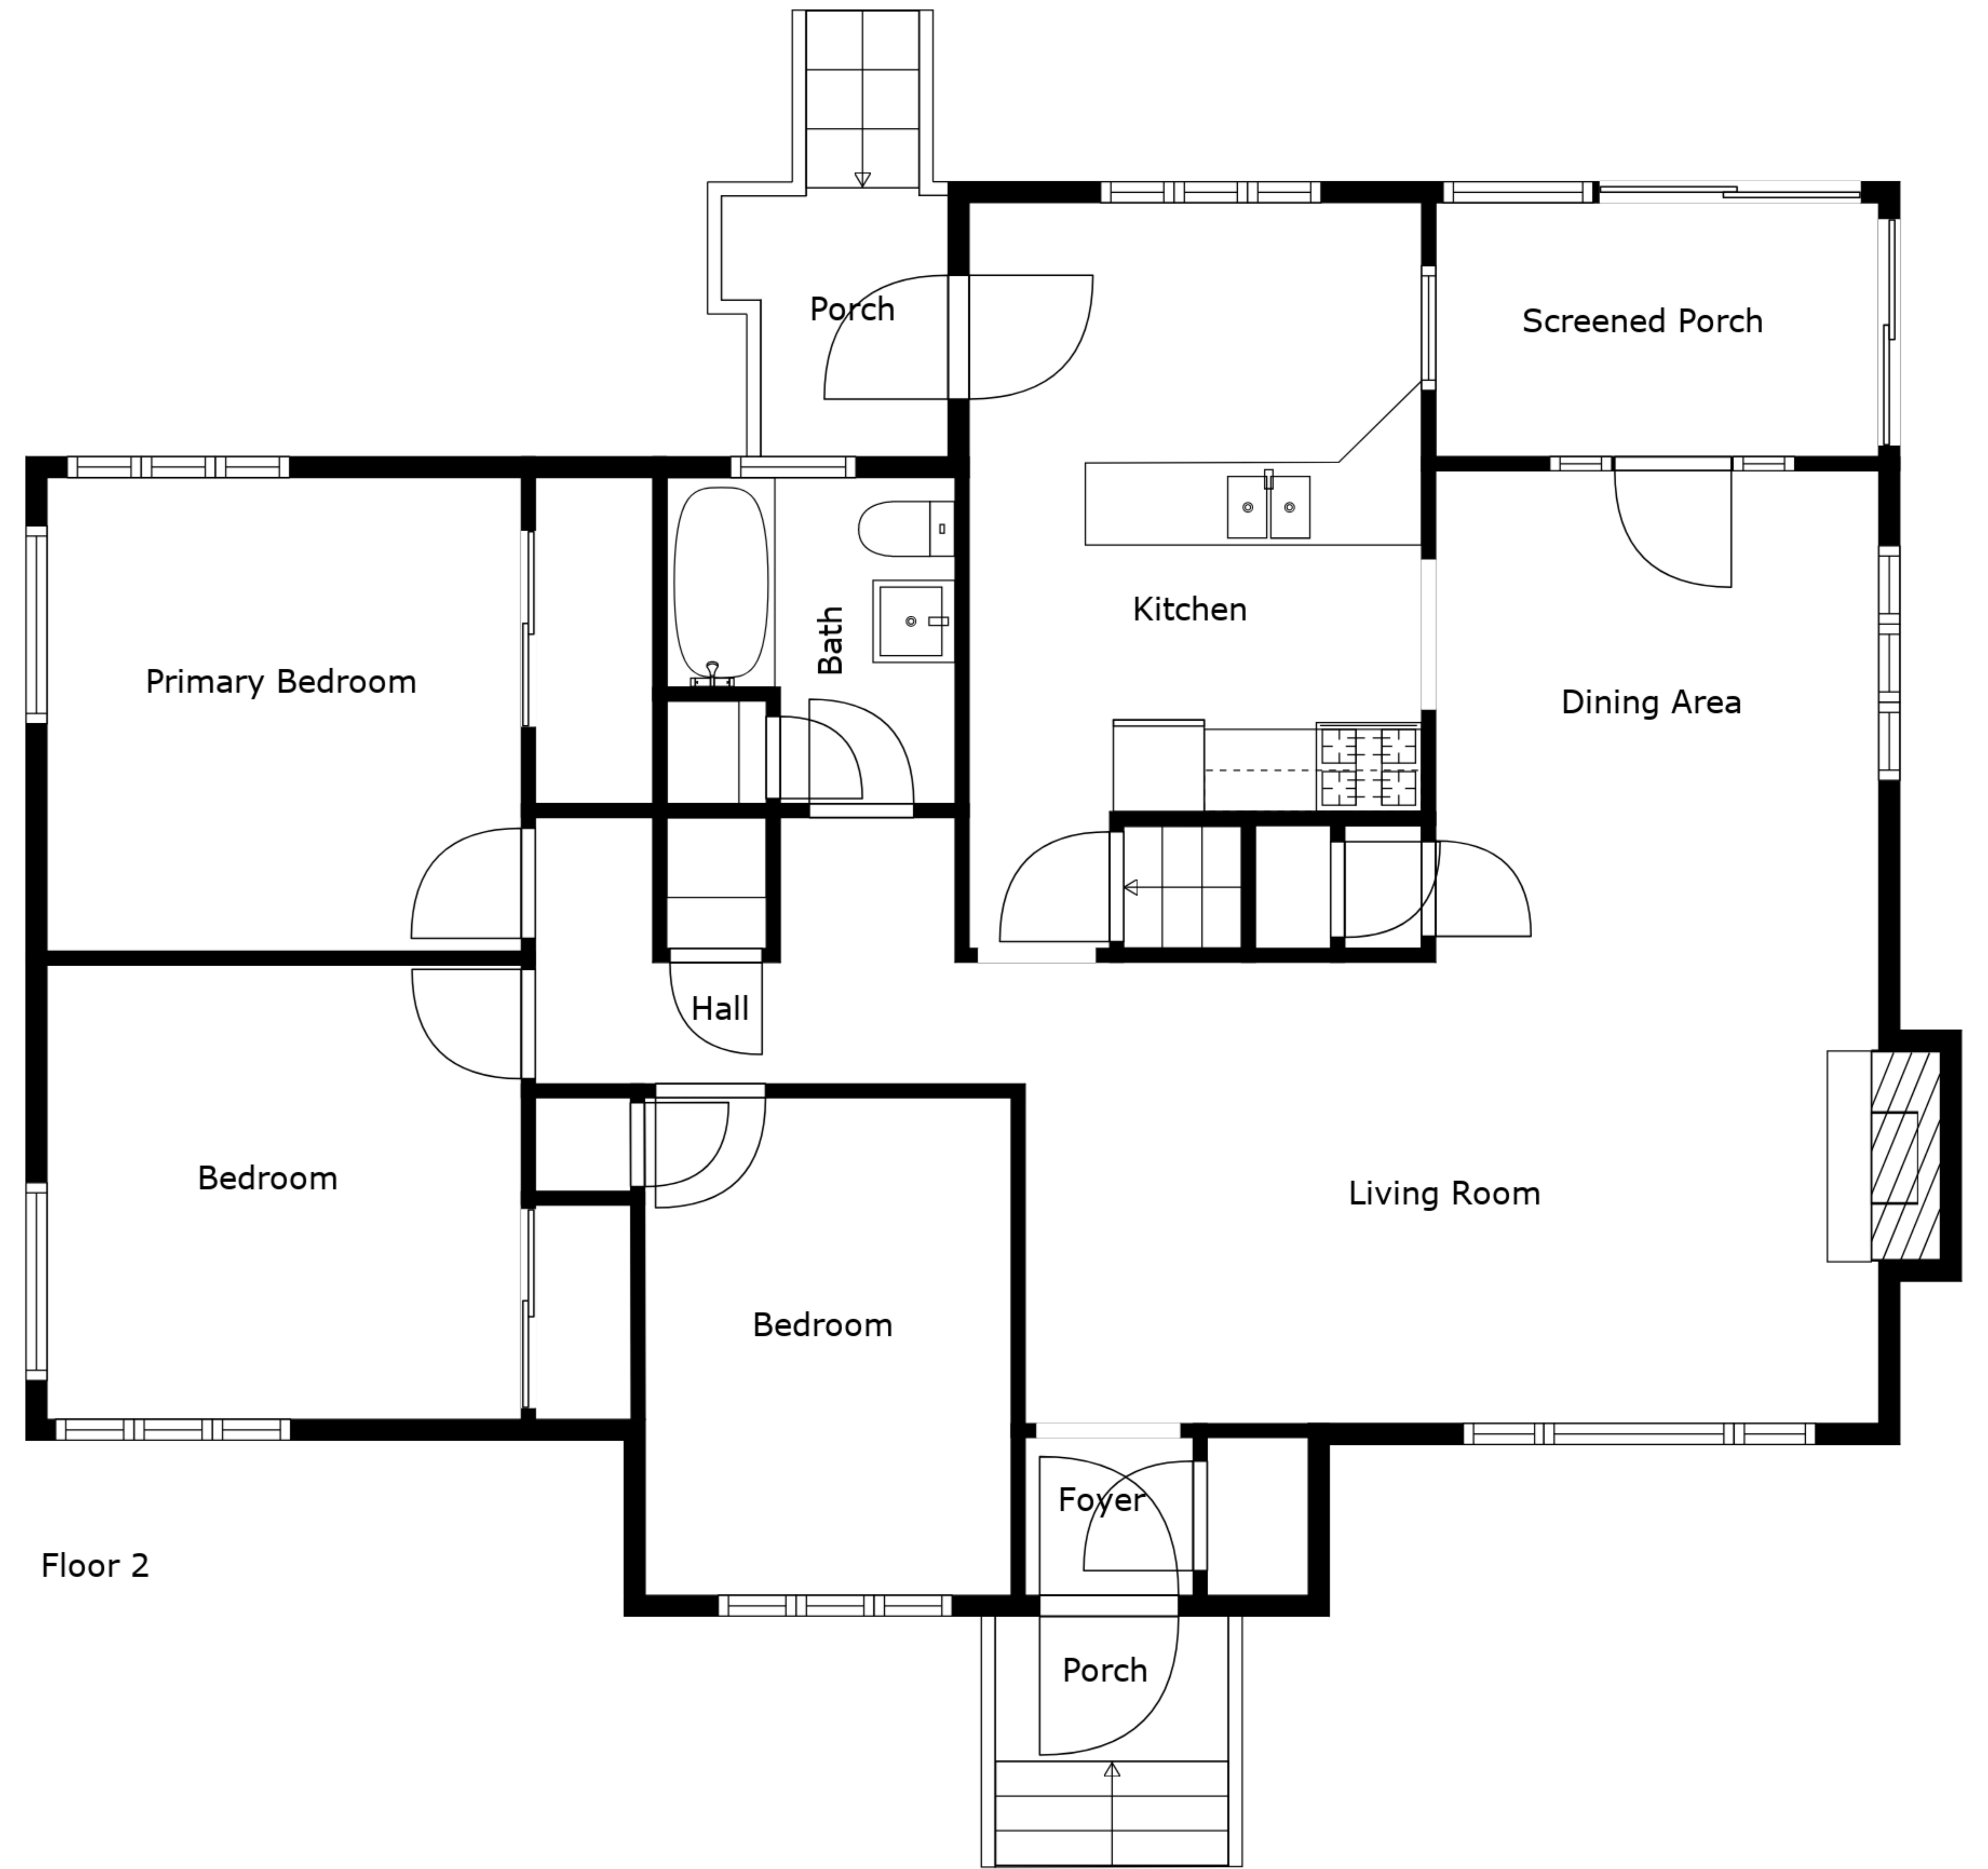 Porch
Screened Porch
Bath
Kitchen
Primary Bedroom
Dining Area
Hall
Bedroom
Living Room
Bedroom
Foyer
Floor 2
Porch